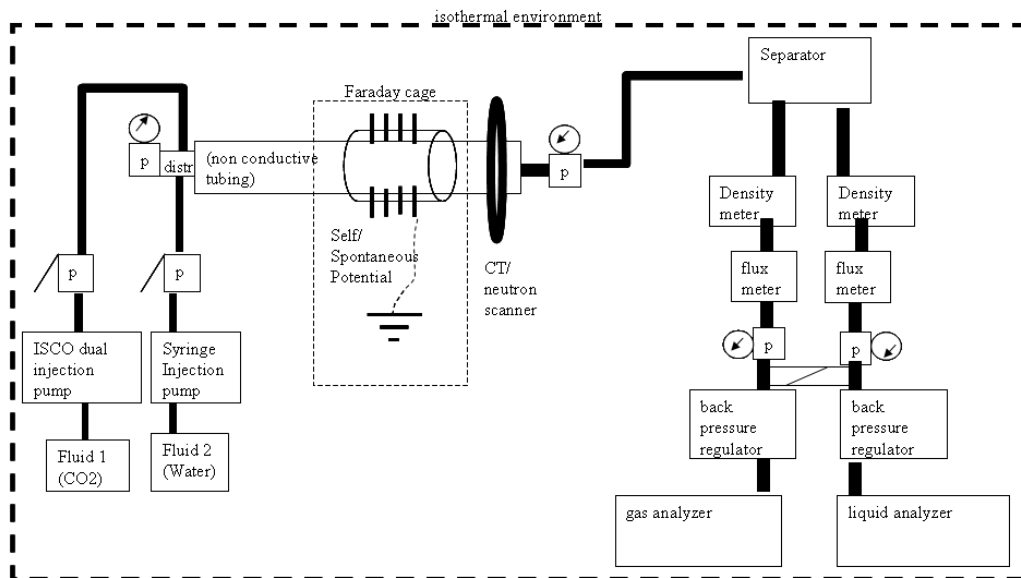 isothermal environment
Separator
Faraday cage
p
distr
(non conductive
tubing)
p
Self/
Spontaneous
Potential
CT/
neutron
scanner
Density
meter
Density
meter
p
p
flux
meter
flux
meter
ISCO dual
injection
pump
Syringe
Injection
pump
p
p
back
pressure
regulator
back
pressure
regulator
Fluid 1
(CO2)
Fluid 2
(Water)
gas analyzer
liquid analyzer